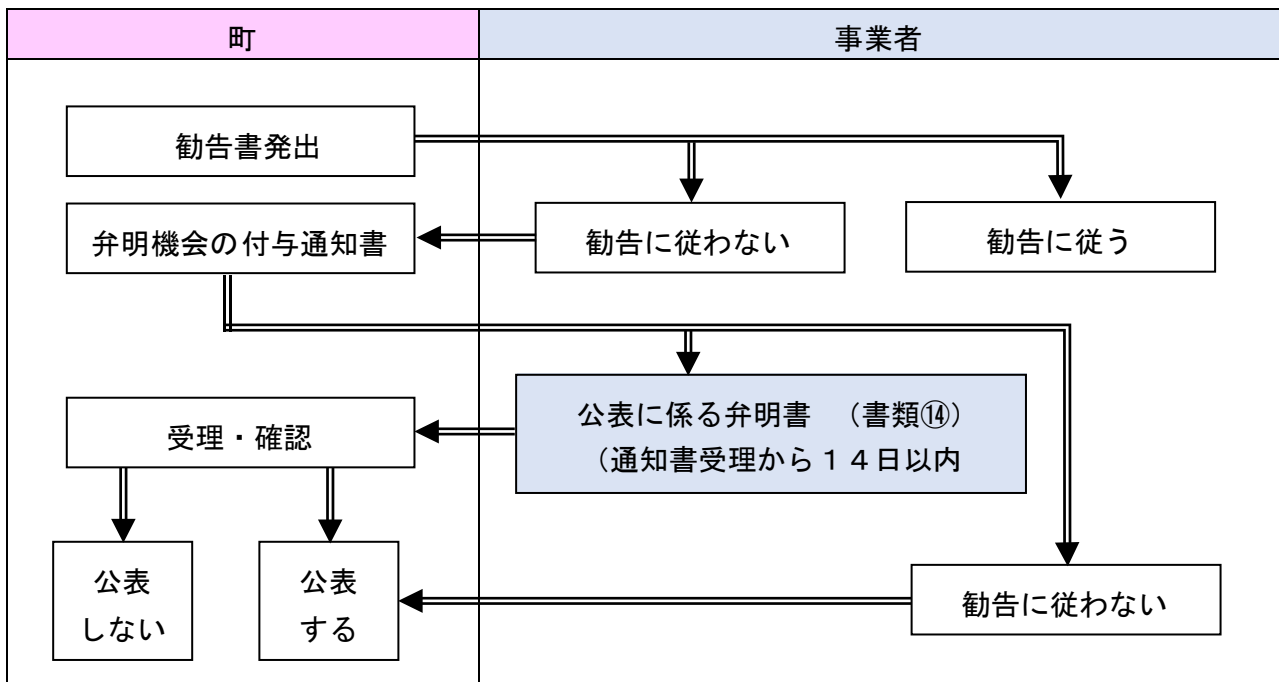 町
事業者
勧告書発出
弁明機会の付与通知書
勧告に従わない
勧告に従う
公表に係る弁明書　（書類⑭）
（通知書受理から１４日以内
受理・確認
公表
しない
公表
する
勧告に従わない